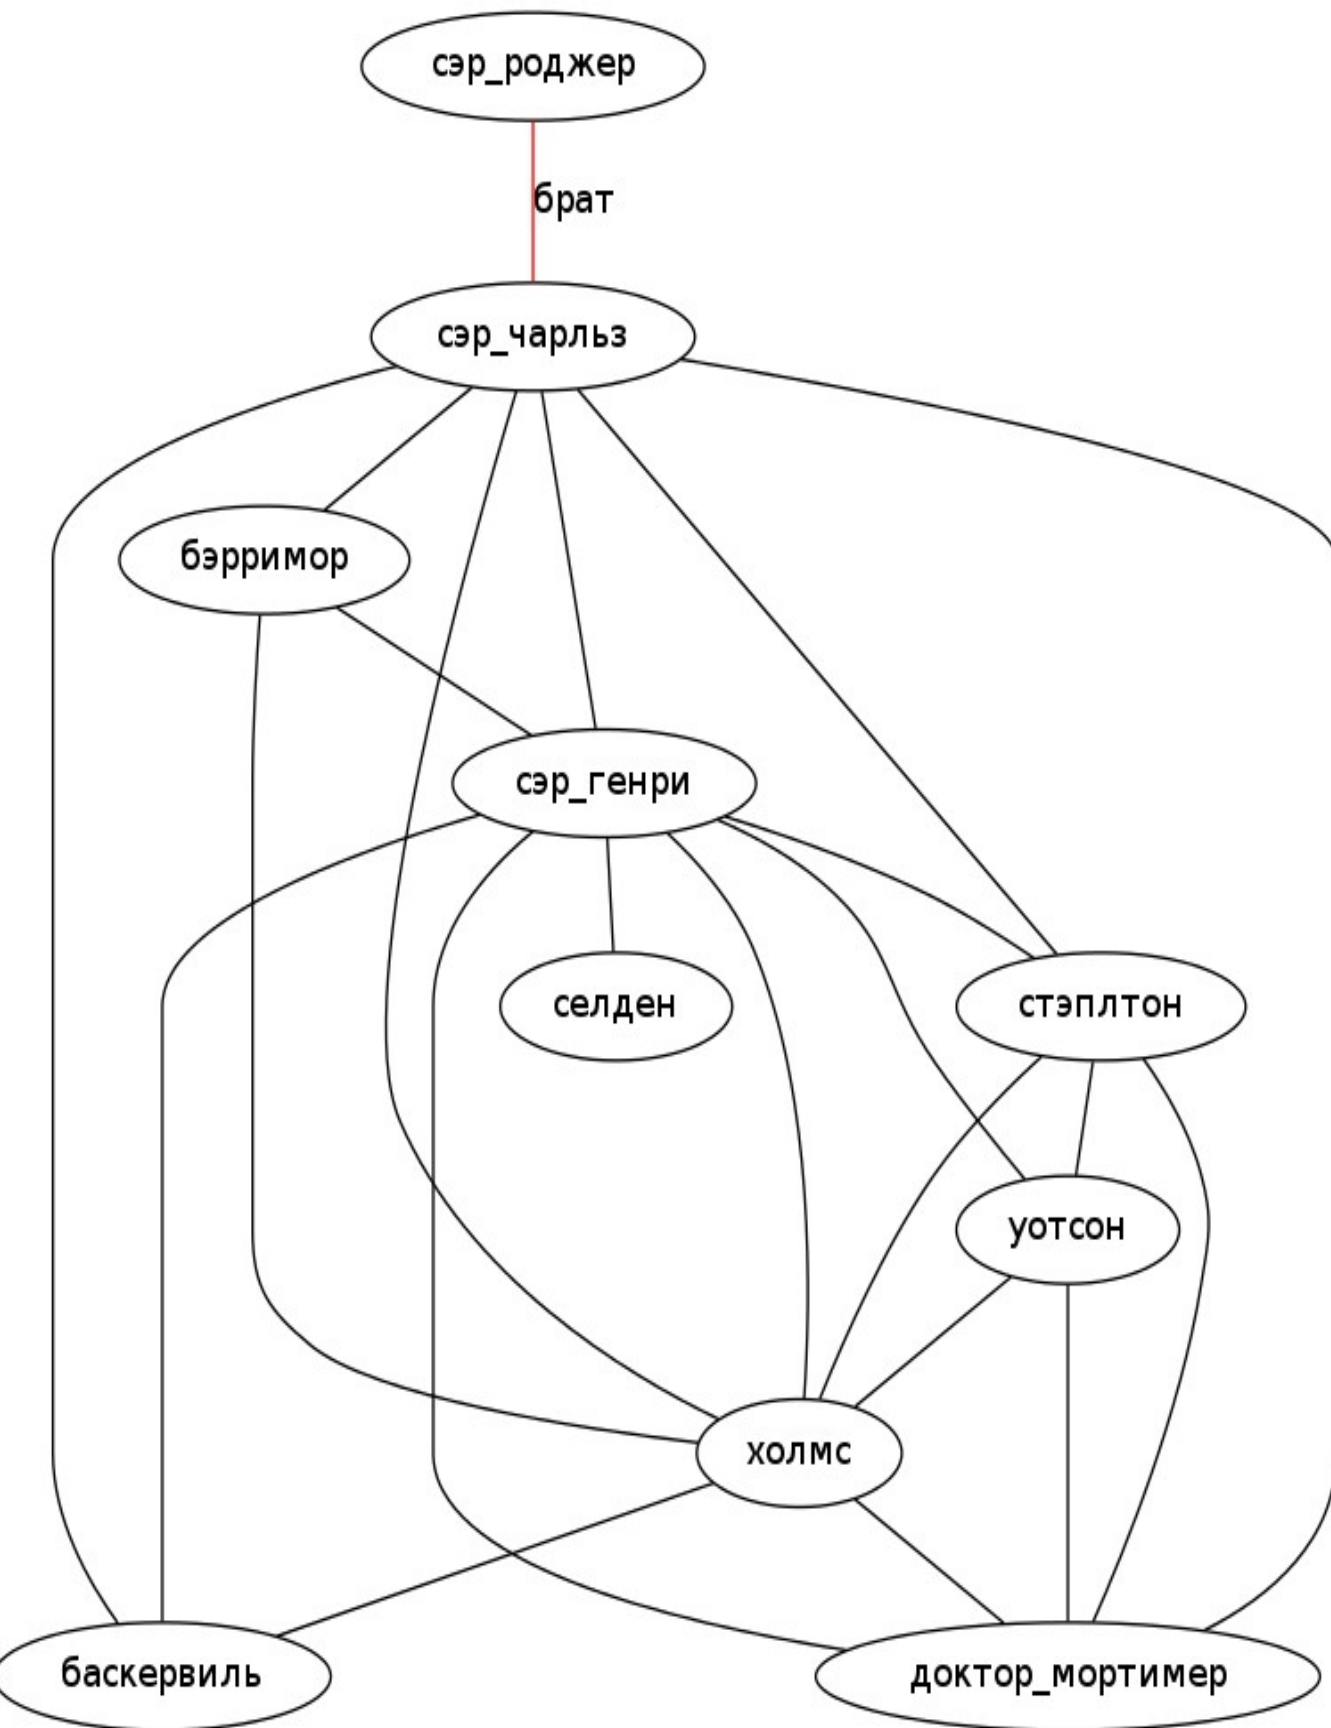 сэр_роджер
брат
сэр_чарльз
бэрримор
сэр_генри
селден
стэплтон
уотсон
холмс
баскервиль
доктор_мортимер